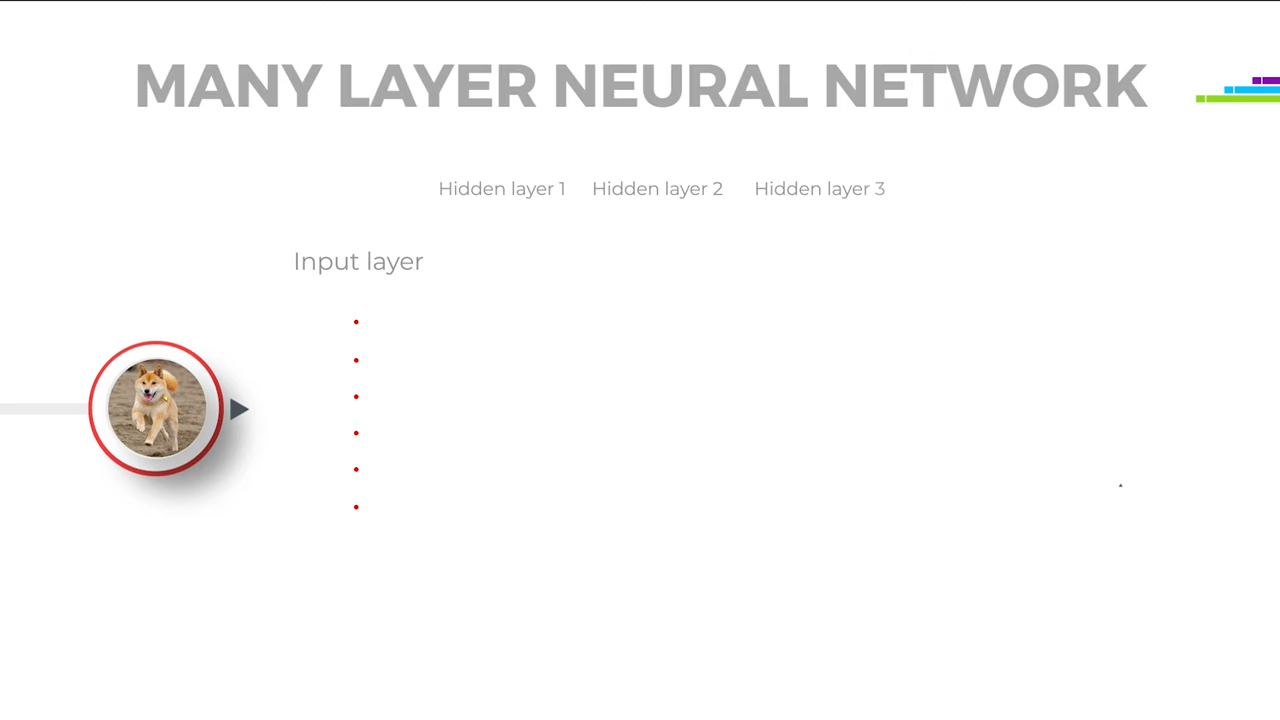 MANY LAYER NEURAL NETWORK
Hidden layer 1
Hidden layer 2
Hidden layer 3
Input layer